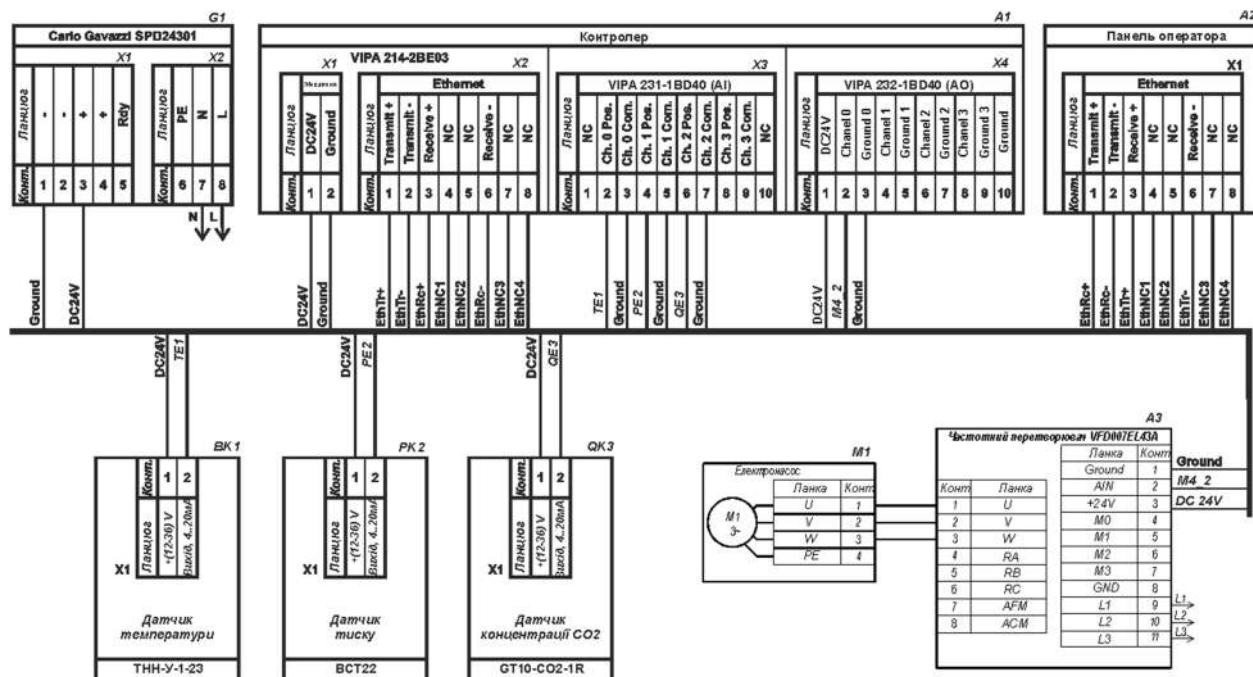 G1
Carlo Gavazzi SPD24301
X1
X2
Ланцюг
-
-
+
+
Rdy
Ланцюг
PE
N
L
Конт.
1
2
3
4
5
Конт.
6
7
8
N
L
Ground
DC24V
A1
Контролер
VIPA 214-2BE03
X1
X2
X3
X4
Ланцюг
DC24V
Ground
Конт.
1
2
Ethernet
Ланцюг
Transmit +
Transmit -
Receive +
NC
NC
Receive -
NC
NC
Конт.
1
2
3
4
5
6
7
8
VIPA 231-1BD40 (AI)
Ланцюг
NC
Ch. 0 Pos.
Ch. 0 Com.
Ch. 1 Pos.
Ch. 1 Com.
Ch. 2 Pos.
Ch. 2 Com.
Ch. 3 Pos.
Ch. 3 Com.
NC
Конт.
1
2
3
4
5
6
7
8
9
10
VIPA 232-1BD40 (AO)
Ланцюг
DC24V
Chanel 0
Ground 0
Chanel 1
Ground 1
Chanel 2
Ground 2
Chanel 3
Ground 3
Ground
Конт.
1
2
3
4
5
6
7
8
9
10
DC24V
Ground
EthTr+
EthTr-
EthRc+
EthNC1
EthNC2
EthRc-
EthNC3
EthNC4
TE1
Ground
PE2
Ground
QE3
Ground
DC24V
M4_2
Ground
A2
Панель оператора
X1
Ethernet
Ланцюг
Transmit +
Transmit -
Receive +
NC
NC
Receive -
NC
NC
Конт.
1
2
3
4
5
6
7
8
EthRc+
EthRc-
EthTr+
EthNC1
EthNC2
EthTr-
EthNC3
EthNC4
DC24V
TE1
BK1
Конт.
1
2
Ланцюг
+(12-36) V
Вихід, 4..20мА
X1
Датчик
температури
ТНН-У-1-23
DC24V
PE2
PK2
Конт.
1
2
Ланцюг
+(12-36) V
Вихід, 4..20мА
X1
Датчик
тиску
BCT22
DC24V
QE3
QK3
Конт.
1
2
Ланцюг
+(12-36) V
Вихід, 4..20мА
X1
Датчик
концентрації CO2
GT10-CO2-1R
M1
Електронасос
Ланка Конт
U 1
V 2
W 3
PE 4
M1
3~
A3
Частотний перетворювач VFD007EL43A
Конт Ланка
1 U
2 V
3 W
4 RA
5 RB
6 RC
7 AFM
8 ACM
Ланка Конт
Ground 1
AIN 2
+24V 3
M0 4
M1 5
M2 6
M3 7
GND 8
L1 9
L2 10
L3 11
Ground
M4_2
DC 24V
L1
L2
L3